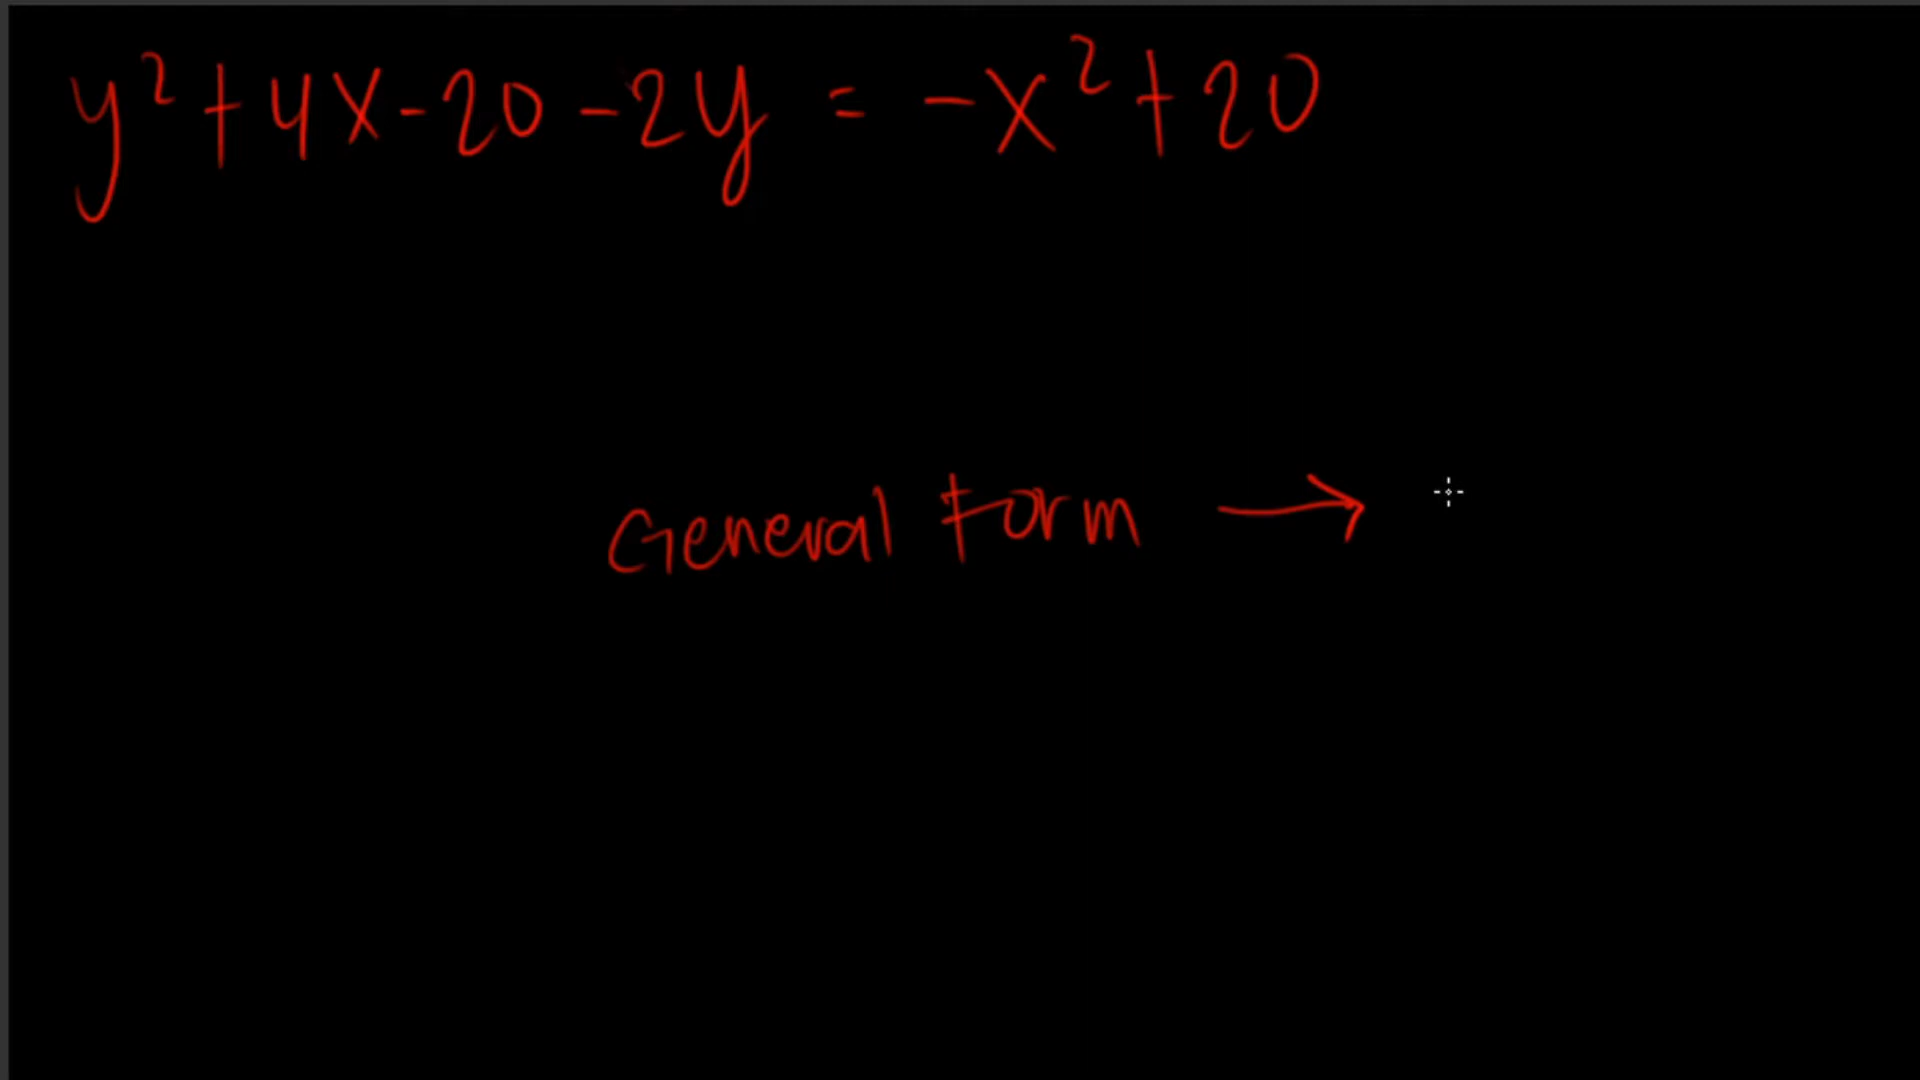 y² + 4x - 20 - 2y = -x² + 20
General Form →